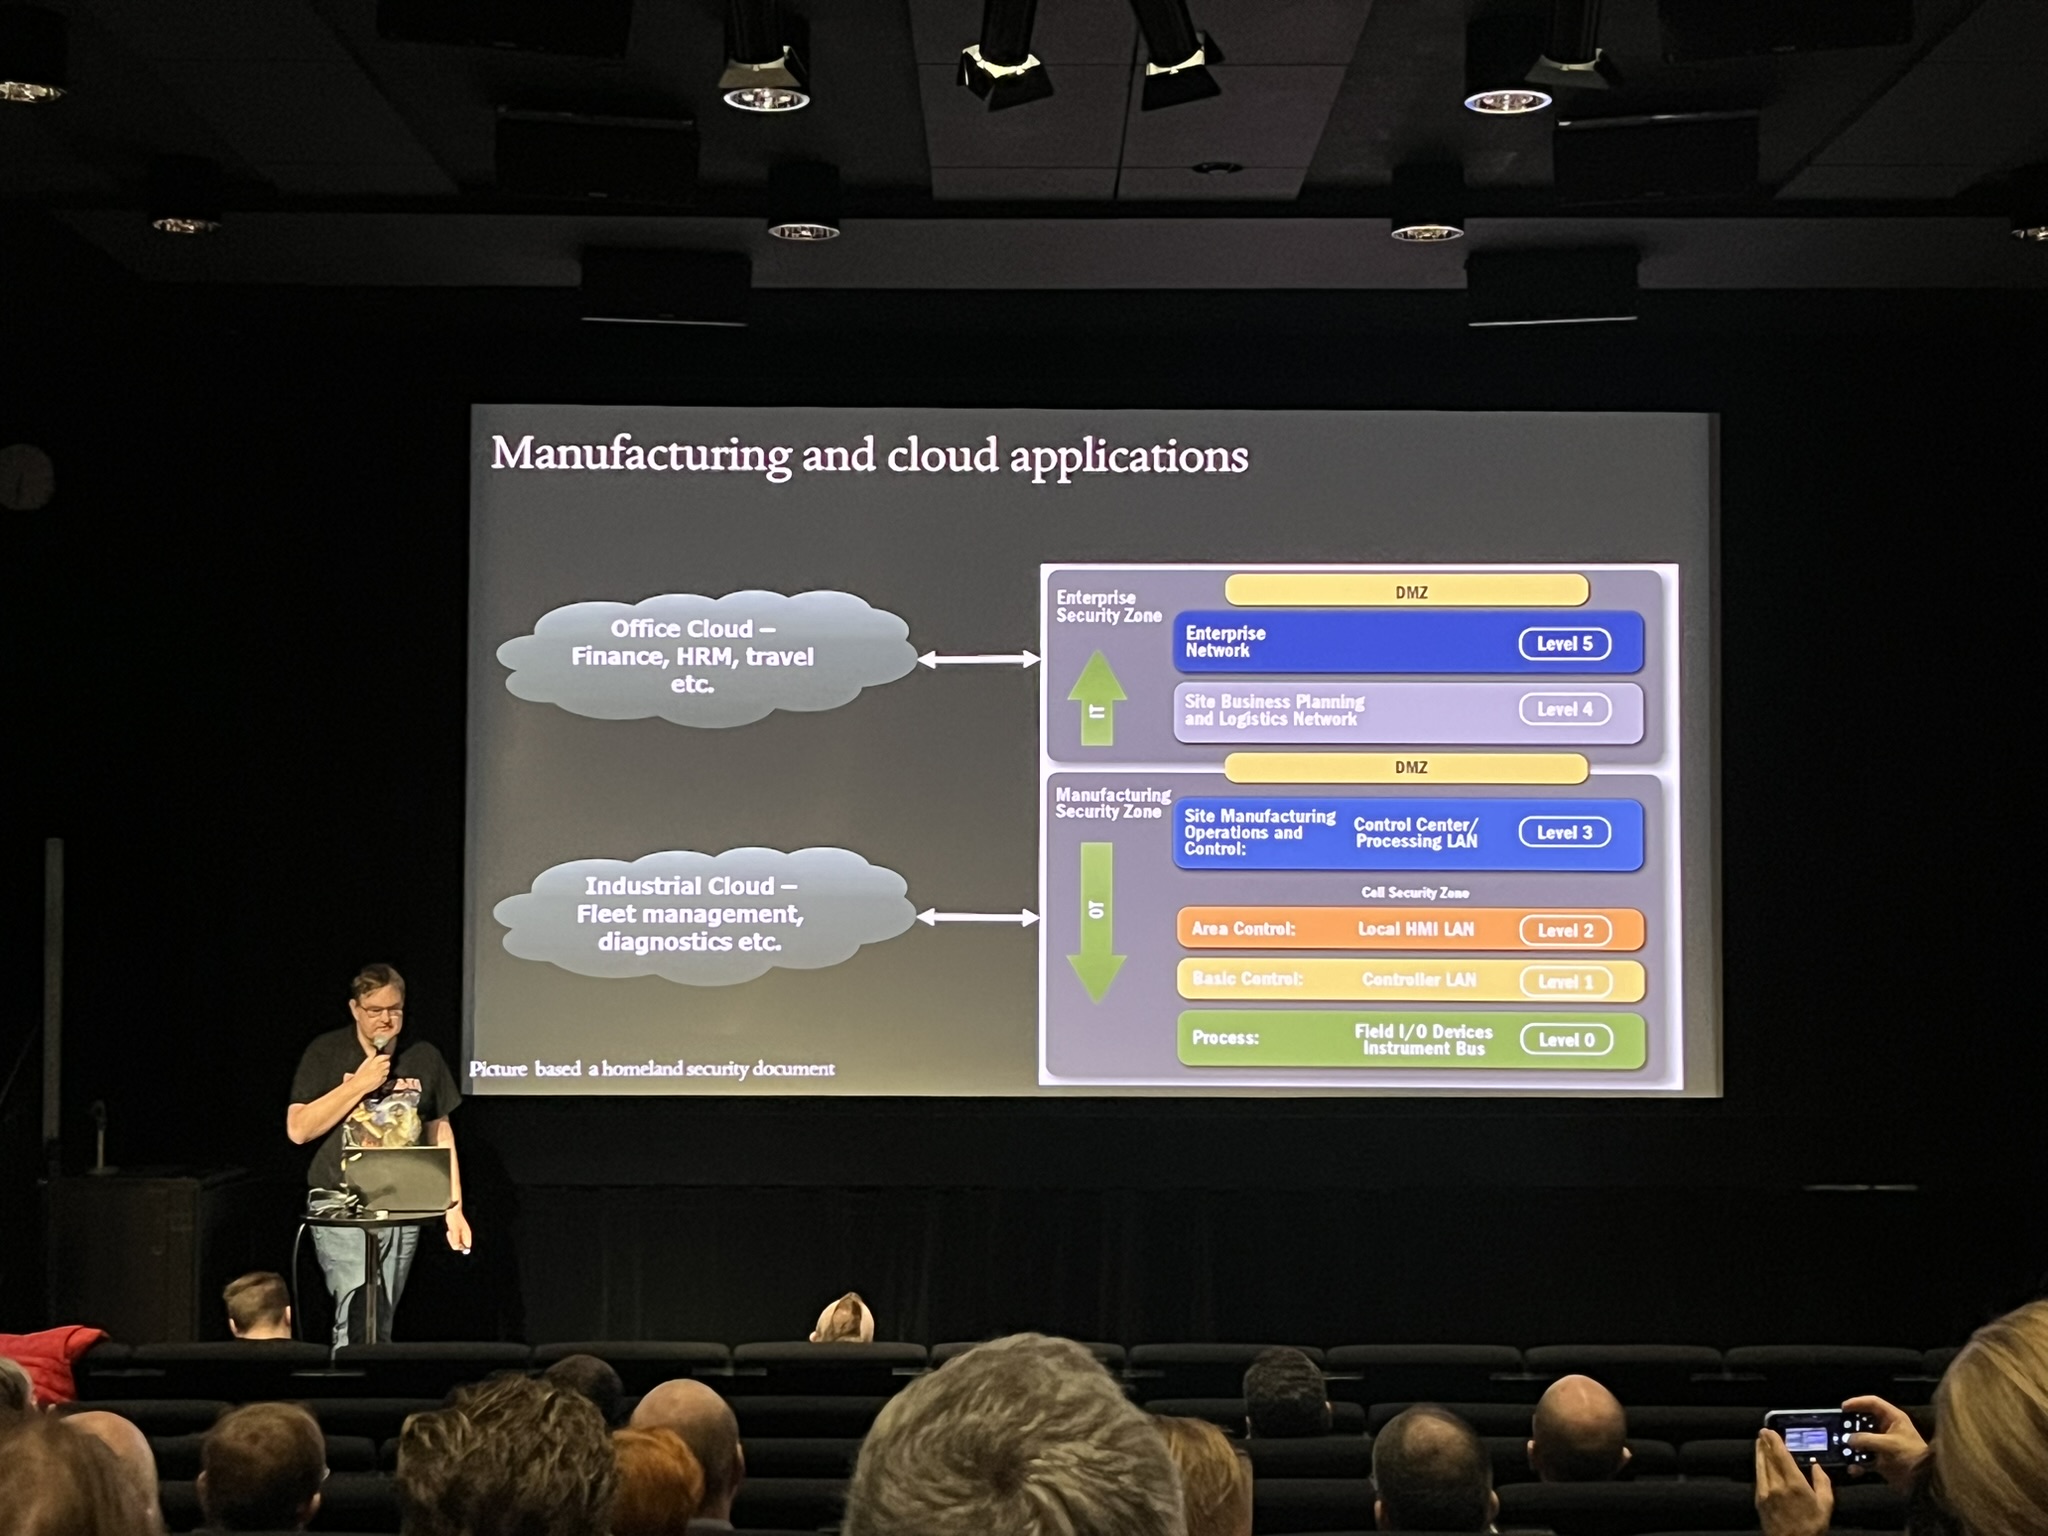 Manufacturing and cloud applications
Office Cloud –
Finance, HRM, travel
etc.
Industrial Cloud –
Fleet management,
diagnostics etc.
Picture based a homeland security document
Enterprise
Security Zone
IT
DMZ
Enterprise
Network
Level 5
Site Business Planning
and Logistics Network
Level 4
DMZ
Manufacturing
Security Zone
OT
Site Manufacturing
Operations and
Control:
Control Center/
Processing LAN
Level 3
Cell Security Zone
Area Control:
Local HMI LAN
Level 2
Basic Control:
Controller LAN
Level 1
Process:
Field I/O Devices
Instrument Bus
Level 0